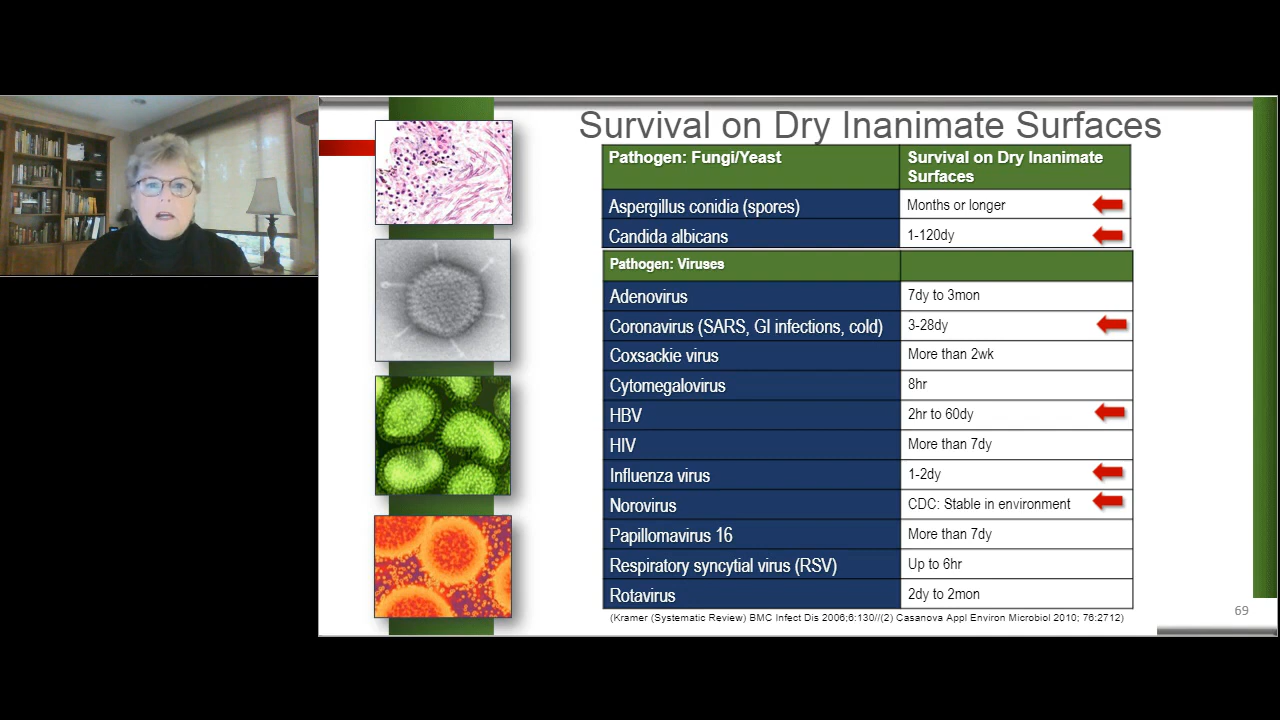 Survival on Dry Inanimate Surfaces
Pathogen: Fungi/Yeast
Survival on Dry Inanimate
Surfaces
Aspergillus conidia (spores)
Months or longer
Candida albicans
1-120dy
Pathogen: Viruses
Adenovirus
7dy to 3mon
Coronavirus (SARS, GI infections, cold)
3-28dy
Coxsackie virus
More than 2wk
Cytomegalovirus
8hr
HBV
2hr to 60dy
HIV
More than 7dy
Influenza virus
1-2dy
Norovirus
CDC: Stable in environment
Papillomavirus 16
More than 7dy
Respiratory syncytial virus (RSV)
Up to 6hr
Rotavirus
2dy to 2mon
(Kramer (Systematic Review) BMC Infect Dis 2006;6:130//(2) Casanova Appl Environ Microbiol 2010; 76:2712)
69